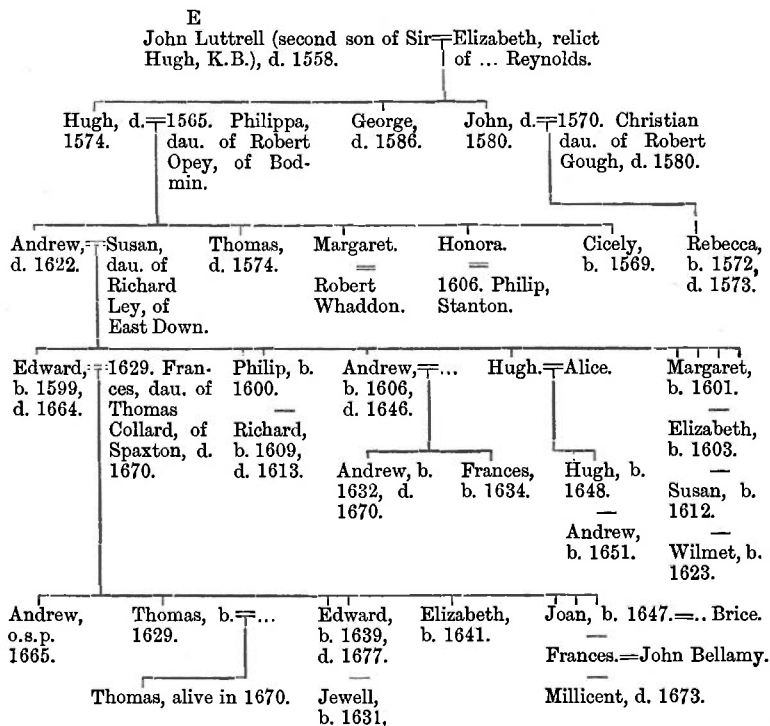 E
John Luttrell (second son of Sir Elizabeth, relict
Hugh, K.B.), d. 1558. of ... Reynolds.
Hugh, d. 1565. Philippa,
1574. dau. of Robert
Opey, of Bod-
min.
George,
d. 1586.
John, d. 1570. Christian
1580. dau. of Robert
Gough, d. 1580.
Andrew,
d. 1622.
Susan,
dau. of
Richard
Ley, of
East Down.
Thomas,
d. 1574.
Margaret.
=
Robert
Whaddon.
Honora.
=
1606. Philip,
Stanton.
Cicely,
b. 1569.
Rebecca,
b. 1572,
d. 1573.
Edward,
b. 1599,
d. 1664.
1629. Fran-
ces, dau. of
Thomas
Collard, of
Spaxton, d.
1670.
Philip, b.
1600.
—
Richard,
b. 1609,
d. 1613.
Andrew, ...
b. 1606,
d. 1646.
Hugh. Alice.
Margaret,
b. 1601.
—
Elizabeth,
b. 1603.
—
Susan, b.
1612.
—
Wilmet, b.
1623.
Andrew, b.
1632, d.
1670.
Frances,
b. 1634.
Hugh, b.
1648.
—
Andrew,
b. 1651.
Andrew,
o.s.p.
1665.
Thomas, b. ...
1629.
Thomas, alive in 1670.
Edward,
b. 1639,
d. 1677.
—
Jewell,
b. 1631,
Elizabeth,
b. 1641.
Joan, b. 1647.=.. Brice.
—
Frances.=John Bellamy.
—
Millicent, d. 1673.